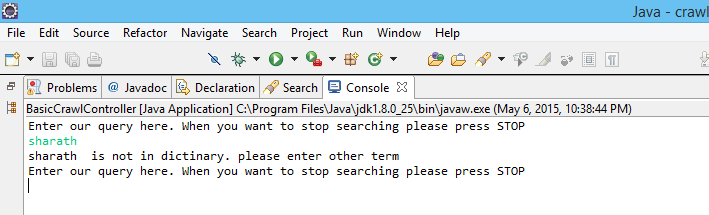 Java - crawl
File Edit Source Refactor Navigate Search Project Run Window Help
Problems @ Javadoc Declaration Search Console
BasicCrawlController [Java Application] C:\Program Files\Java\jdk1.8.0_25\bin\javaw.exe (May 6, 2015, 10:38:44 PM)
Enter our query here. When you want to stop searching please press STOP
sharath
sharath  is not in dictinary. please enter other term
Enter our query here. When you want to stop searching please press STOP